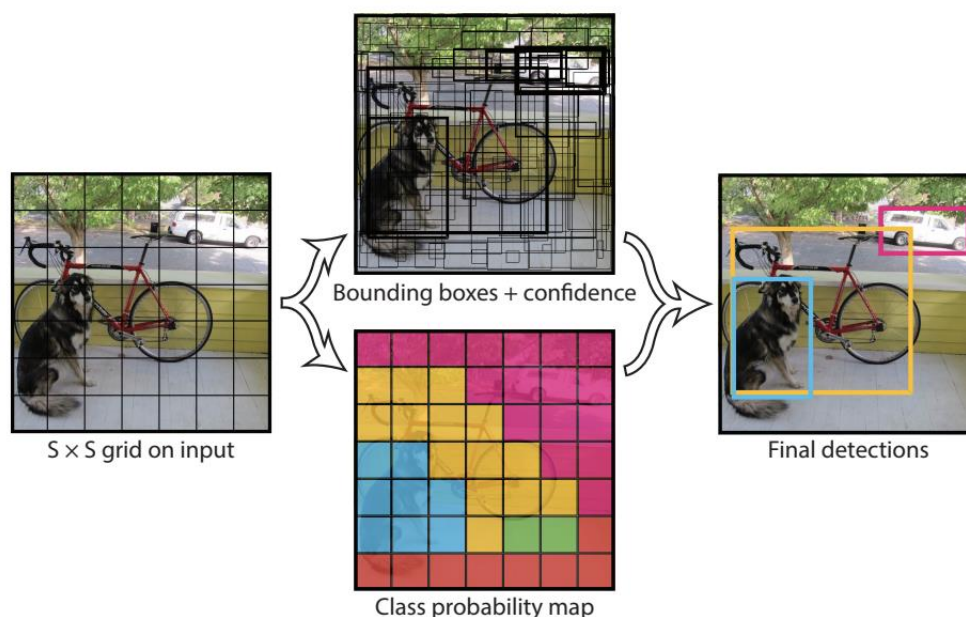 Bounding boxes + confidence
S × S grid on input
Final detections
Class probability map